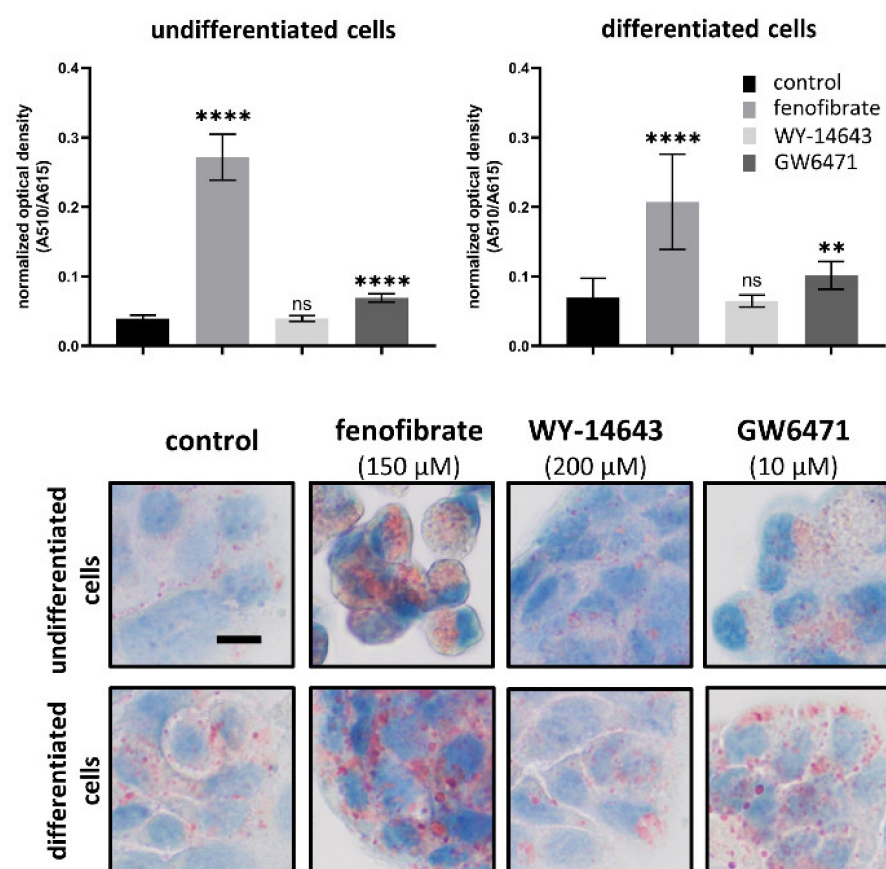 undifferentiated cells
normalized optical density
(A510/A615)
0.4
0.3
0.2
0.1
0.0
****
ns
****
differentiated cells
normalized optical density
(A510/A615)
0.4
0.3
0.2
0.1
0.0
****
ns
**
control
fenofibrate
WY-14643
GW6471
control
fenofibrate
(150 µM)
WY-14643
(200 µM)
GW6471
(10 µM)
undifferentiated
cells
differentiated
cells